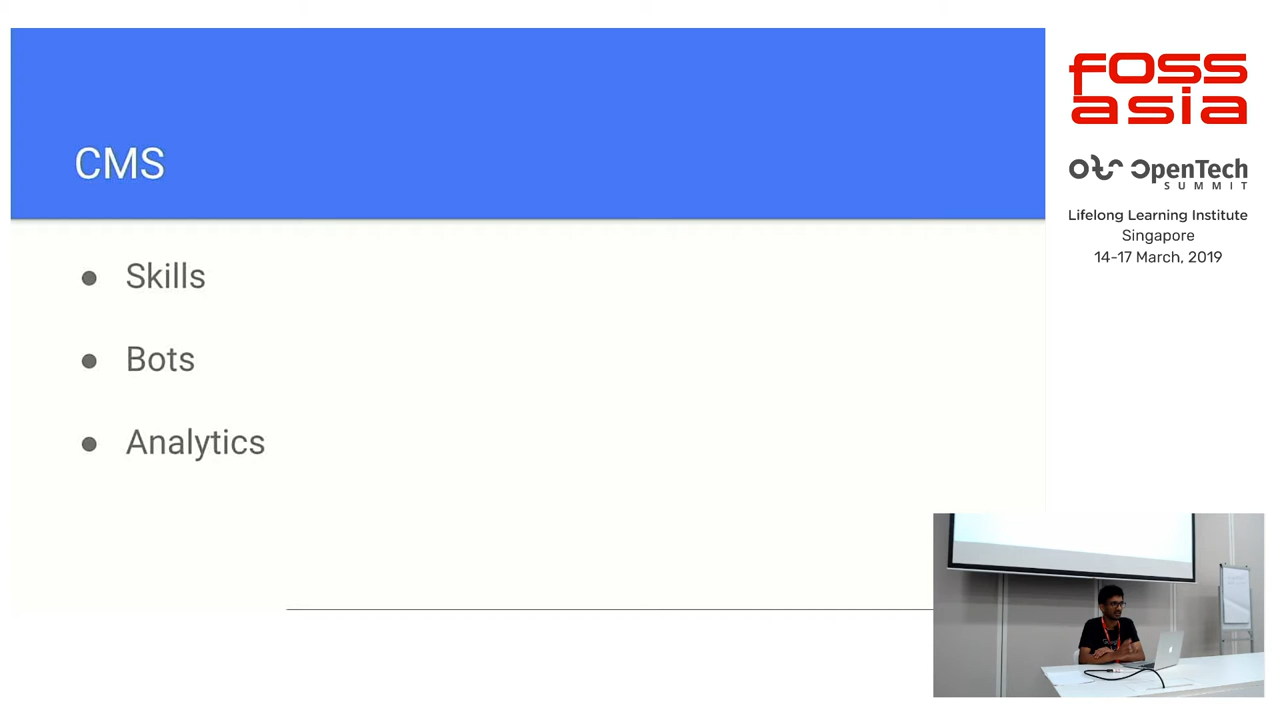 CMS
Skills
Bots
Analytics
fOSS
asia
OpenTech
SUMMIT
Lifelong Learning Institute
Singapore
14-17 March, 2019